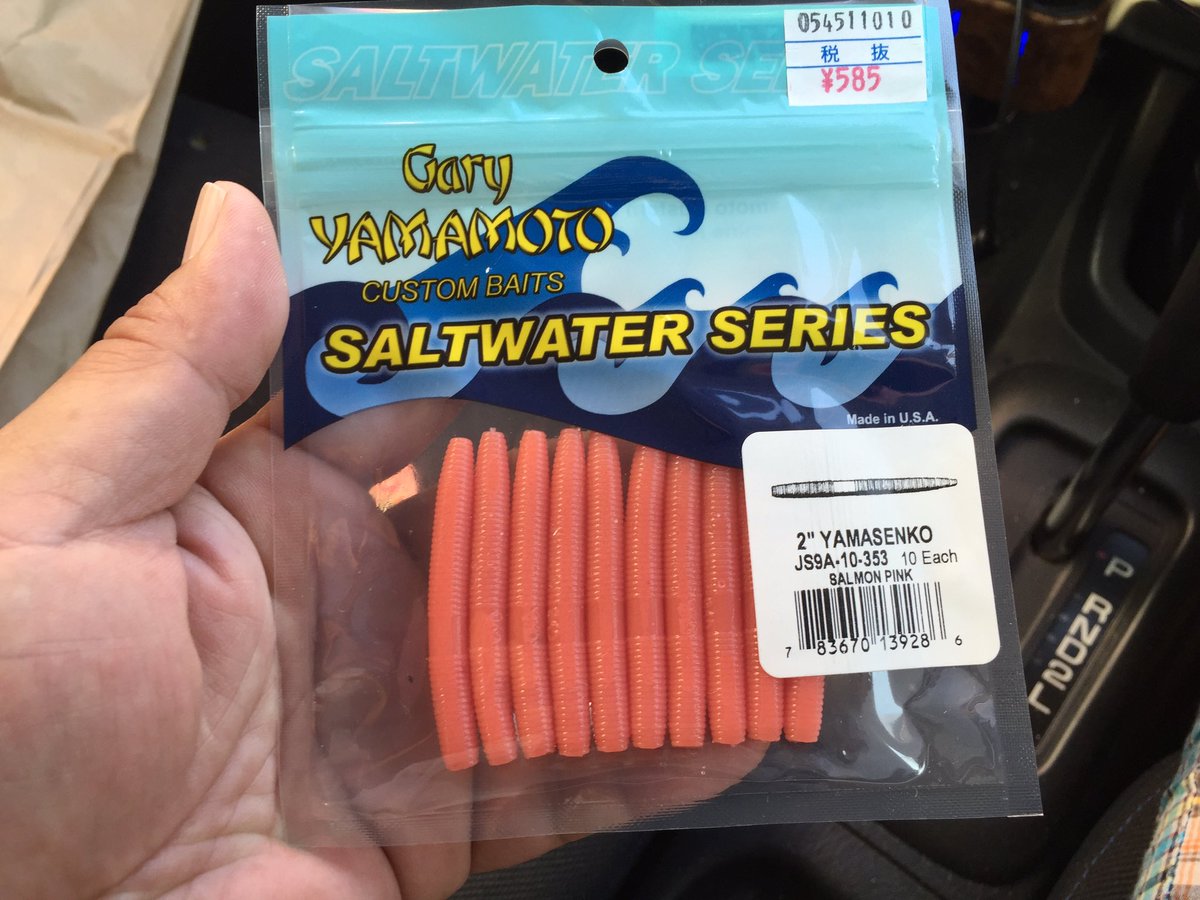 SALTWATER SERIES
054511010
税 抜
¥585
Gary
YAMAMOTO
CUSTOM BAITS
SALTWATER SERIES
Made in U.S.A.
2" YAMASENKO
JS9A-10-353 10 Each
SALMON PINK
7 83670 13928 6
P
R
N
D
2
L